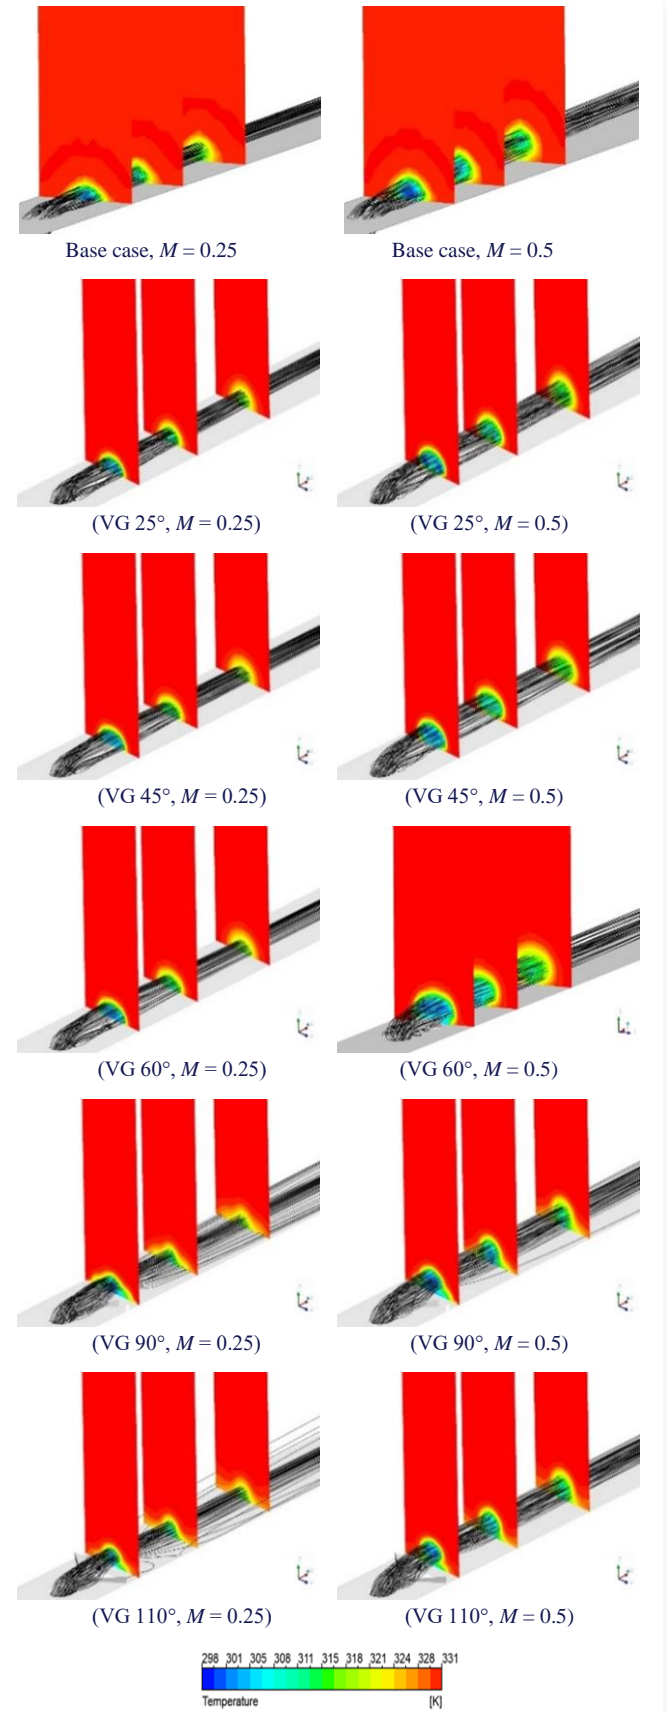 Base case, M = 0.25
Base case, M = 0.5
(VG 25°, M = 0.25)
(VG 25°, M = 0.5)
(VG 45°, M = 0.25)
(VG 45°, M = 0.5)
(VG 60°, M = 0.25)
(VG 60°, M = 0.5)
(VG 90°, M = 0.25)
(VG 90°, M = 0.5)
(VG 110°, M = 0.25)
(VG 110°, M = 0.5)
298 301 305 308 311 315 318 321 324 328 331
Temperature [K]